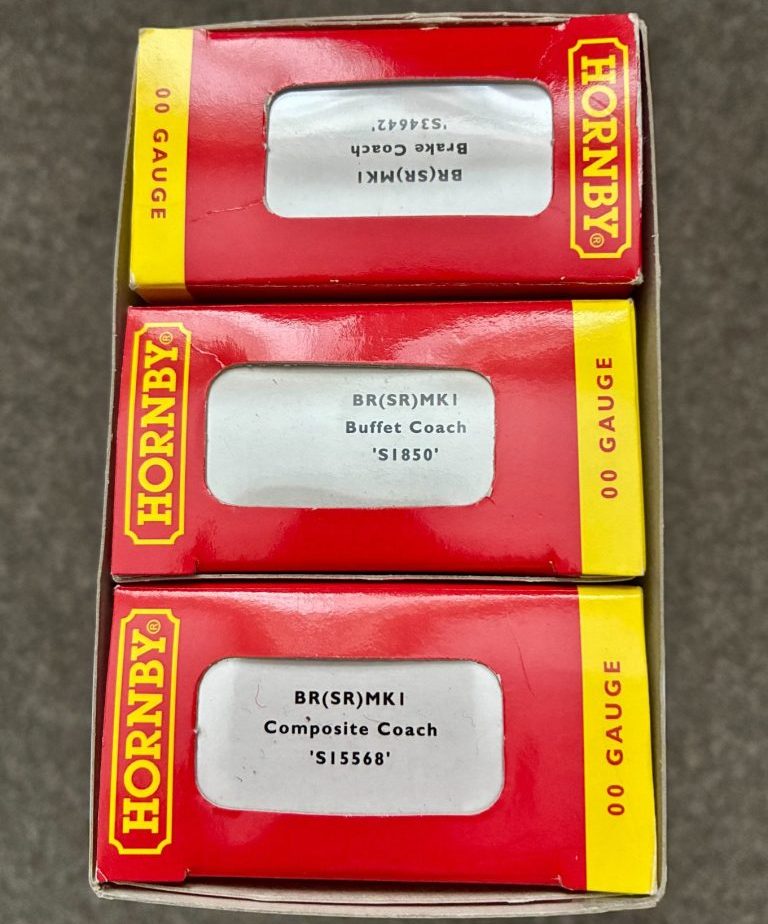 00 GAUGE
BR(SR)MK1
Brake Coach
'S34642'
HORNBY®
HORNBY®
BR(SR)MK1
Buffet Coach
'S1850'
00 GAUGE
HORNBY®
BR(SR)MK1
Composite Coach
'S15568'
00 GAUGE